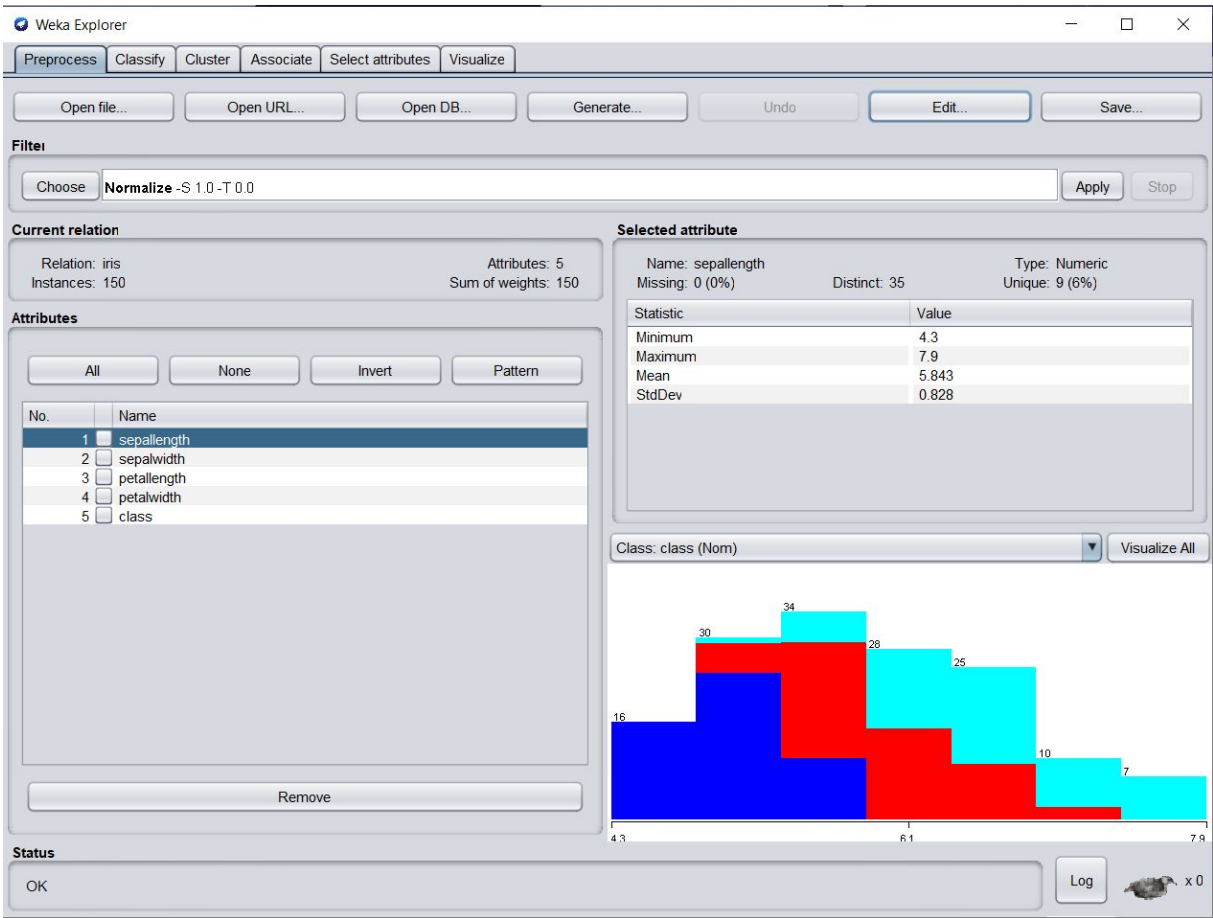 Weka Explorer
Preprocess Classify Cluster Associate Select attributes Visualize
Open file... Open URL... Open DB... Generate... Undo Edit... Save...
Filter
Choose Normalize -S 1.0 -T 0.0 Apply Stop
Current relation
Relation: iris Attributes: 5
Instances: 150 Sum of weights: 150
Attributes
All None Invert Pattern
No. Name
1 sepallength
2 sepalwidth
3 petallength
4 petalwidth
5 class
Remove
Selected attribute
Name: sepallength Type: Numeric
Missing: 0 (0%) Distinct: 35 Unique: 9 (6%)
Statistic Value
Minimum 4.3
Maximum 7.9
Mean 5.843
StdDev 0.828
Class: class (Nom) Visualize All
34
30
28
25
16
10
7
4.3 6.1 7.9
Status
OK Log x 0